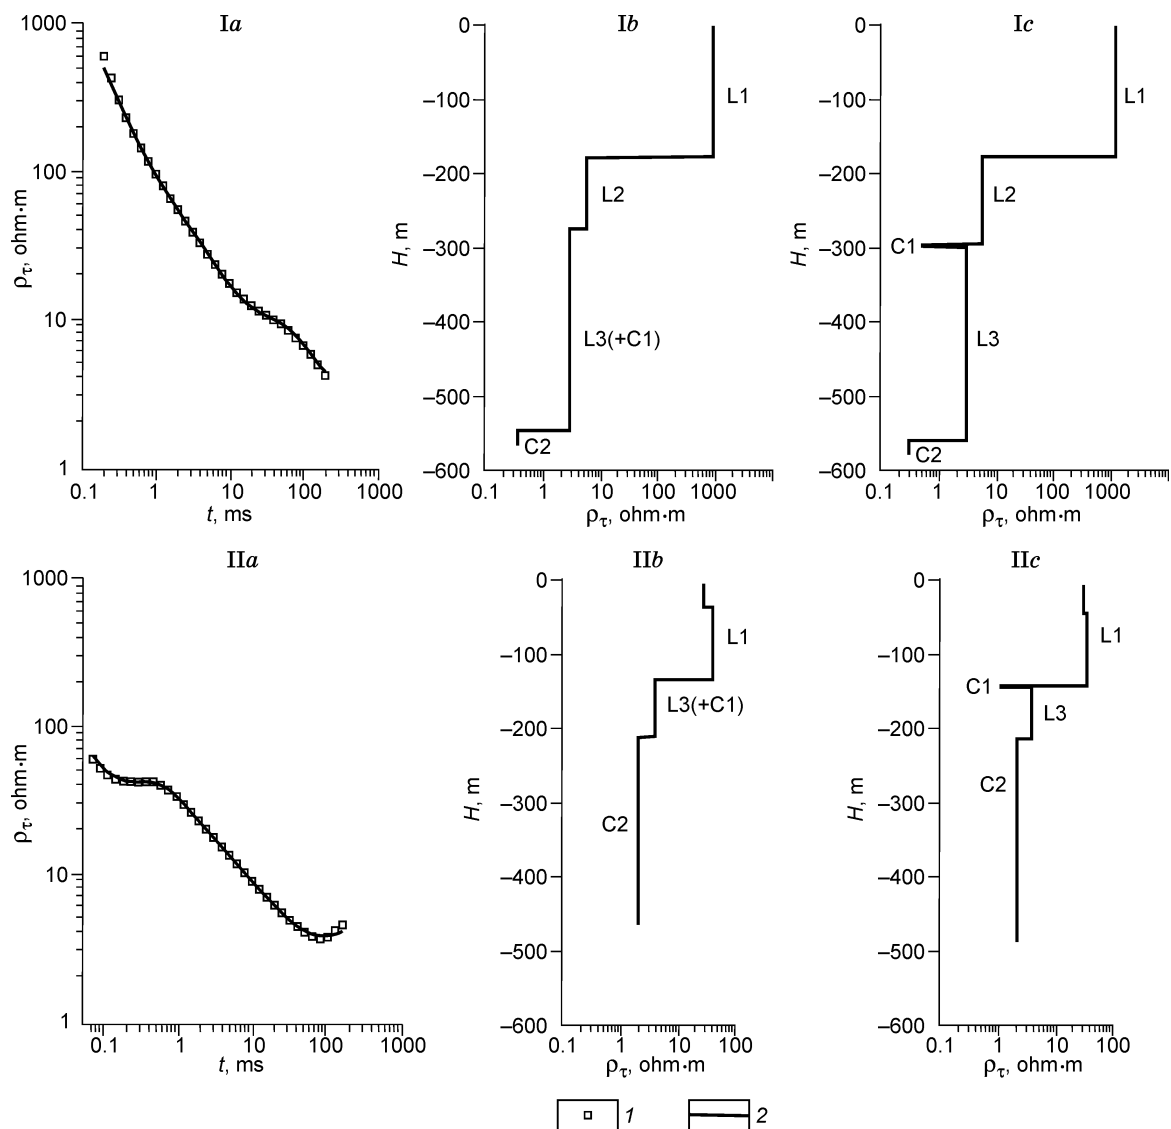 Ia
1000
100
10
1
0.1
1
10
100
1000
ρτ, ohm·m
t, ms
Ib
0
–100
–200
–300
–400
–500
–600
0.1
1
10
100
1000
H, m
ρτ, ohm·m
L1
L2
L3(+C1)
C2
Ic
0
–100
–200
–300
–400
–500
–600
0.1
1
10
100
1000
H, m
ρτ, ohm·m
L1
L2
C1
L3
C2
IIa
1000
100
10
1
0.1
1
10
100
1000
ρτ, ohm·m
t, ms
IIb
0
–100
–200
–300
–400
–500
–600
0.1
1
10
100
H, m
ρτ, ohm·m
L1
L3(+C1)
C2
IIc
0
–100
–200
–300
–400
–500
–600
0.1
1
10
100
H, m
ρτ, ohm·m
L1
C1
L3
C2
1
2